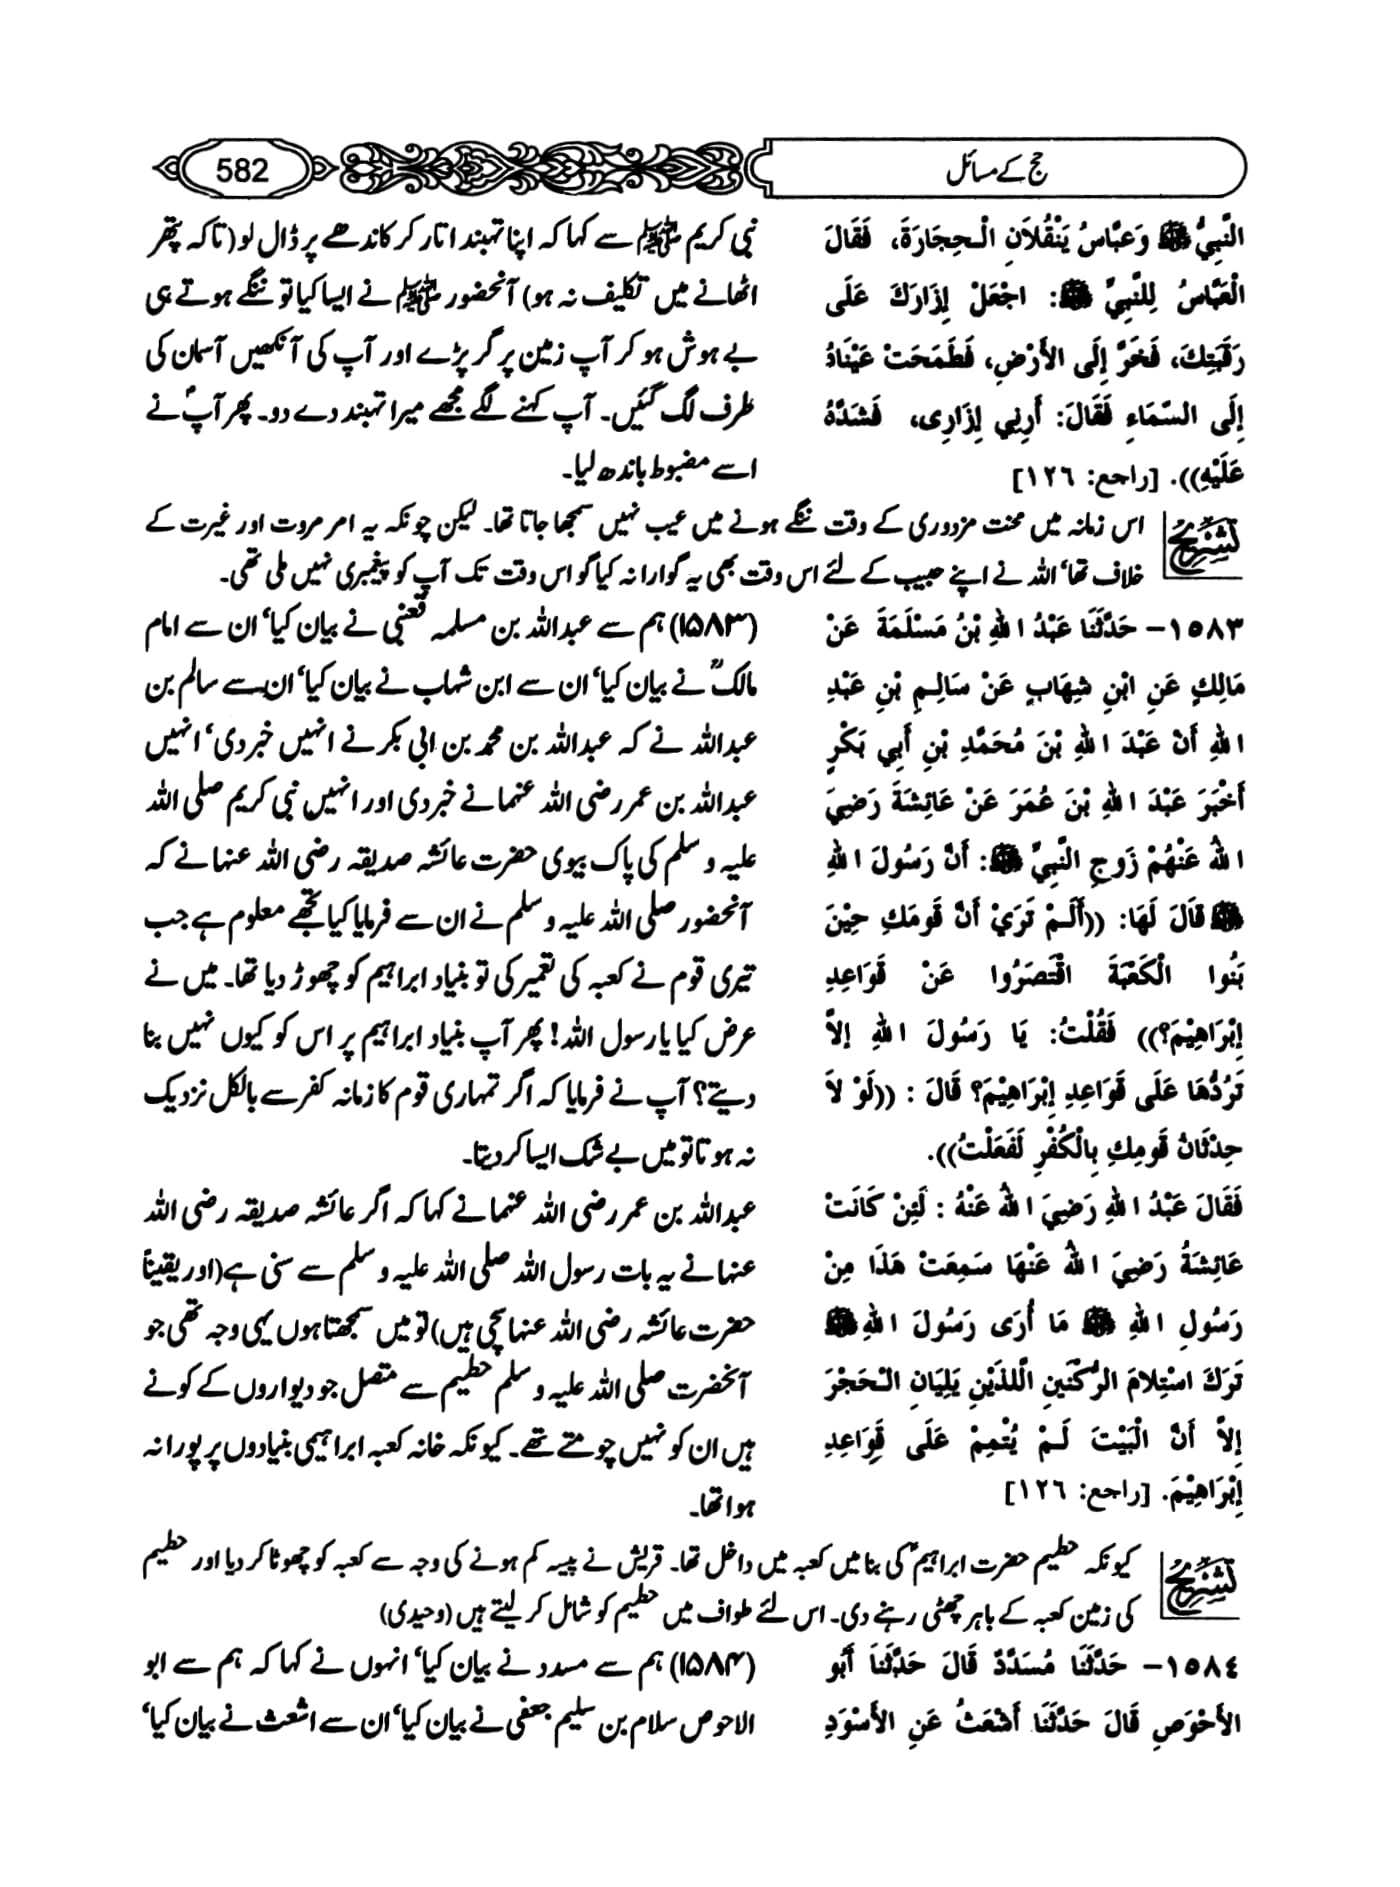 582
حج کے مسائل
النَّبِيُّ ﷺ وَعَبَّاسٌ يَنْقُلاَنِ الْحِجَارَةَ، فَقَالَ
الْعَبَّاسُ لِلنَّبِيِّ ﷺ: اجْعَلْ إِزَارَكَ عَلَى
رَقَبَتِكَ، فَخَرَّ إِلَى الأَرْضِ، فَطَمَحَتْ عَيْنَاهُ
إِلَى السَّمَاءِ فَقَالَ: أَرِنِي إِزَارِى، فَشَدَّهُ
عَلَيْهِ)). [راجع: ١٢٦]
نبی کریم ﷺ سے کہا کہ اپنا تہبند اتار کر کاندھے پر ڈال لو (تاکہ پتھر
اٹھانے میں تکلیف نہ ہو) آنحضور ﷺ نے ایسا کیا تو ننگے ہوتے ہی
بے ہوش ہو کر آپ زمین پر گر پڑے اور آپ کی آنکھیں آسمان کی
طرف لگ گئیں۔ آپ کہنے لگے مجھے میرا تہبند دے دو۔ پھر آپؐ نے
اسے مضبوط باندھ لیا۔
تشریح
اس زمانہ میں محنت مزدوری کے وقت ننگے ہونے میں عیب نہیں سمجھا جاتا تھا۔ لیکن چونکہ یہ امر مروت اور غیرت کے
خلاف تھا‘ اللہ نے اپنے حبیب کے لئے اس وقت بھی یہ گوارا نہ کیا گو اس وقت تک آپ کو پیغمبری نہیں ملی تھی۔
١٥٨٣- حَدَّثَنَا عَبْدُ اللهِ بْنُ مَسْلَمَةَ عَنْ
مَالِكٍ عَنِ ابْنِ شِهَابٍ عَنْ سَالِمِ بْنِ عَبْدِ
اللهِ أَنَّ عَبْدَ اللهِ بْنَ مُحَمَّدِ بْنِ أَبِي بَكْرٍ
أَخْبَرَ عَبْدَ اللهِ بْنَ عُمَرَ عَنْ عَائِشَةَ رَضِيَ
اللهُ عَنْهُمْ زَوجِ النَّبِيِّ ﷺ: أَنَّ رَسُولَ اللهِ
ﷺ قَالَ لَهَا: ((أَلَمْ تَرَيْ أَنَّ قَومَكِ حِيْنَ
بَنُوا الْكَعْبَةَ اقْتَصَرُوا عَنْ قَوَاعِدِ
إِبْرَاهِيْمَ؟)) فَقُلْتُ: يَا رَسُولَ اللهِ إِلاَّ
تَرُدُّهَا عَلَى قَوَاعِدِ إِبْرَاهِيْمَ؟ قَالَ : ((لَوْ لاَ
حِدْثَانُ قَومِكِ بِالْكُفْرِ لَفَعَلْتُ)).
فَقَالَ عَبْدُ اللهِ رَضِيَ اللهُ عَنْهُ : لَئِنْ كَانَتْ
عَائِشَةُ رَضِيَ اللهُ عَنْهَا سَمِعَتْ هَذَا مِنْ
رَسُولِ اللهِ ﷺ مَا أُرَى رَسُولَ اللهِ ﷺ
تَرَكَ اسْتِلاَمَ الرُّكْنَينِ اللَّذَيْنِ يَلِيَانِ الْحَجْرَ
إِلاَّ أَنَّ الْبَيْتَ لَمْ يُتْمِمْ عَلَى قَوَاعِدِ
إِبْرَاهِيْمَ. [راجع: ١٢٦]
(۱۵۸۳) ہم سے عبداللہ بن مسلمہ قعنبی نے بیان کیا‘ ان سے امام
مالکؒ نے بیان کیا‘ ان سے ابن شہاب نے بیان کیا‘ ان سے سالم بن
عبداللہ نے کہ عبداللہ بن محمد بن ابی بکر نے انہیں خبر دی‘ انہیں
عبداللہ بن عمر رضی اللہ عنہما نے خبر دی اور انہیں نبی کریم صلی اللہ
علیہ و سلم کی پاک بیوی حضرت عائشہ صدیقہ رضی اللہ عنہا نے کہ
آنحضور صلی اللہ علیہ و سلم نے ان سے فرمایا کیا تجھے معلوم ہے جب
تیری قوم نے کعبہ کی تعمیر کی تو بنیاد ابراہیم کو چھوڑ دیا تھا۔ میں نے
عرض کیا یا رسول اللہ! پھر آپ بنیاد ابراہیم پر اس کو کیوں نہیں بنا
دیتے؟ آپ نے فرمایا کہ اگر تمہاری قوم کا زمانہ کفر سے بالکل نزدیک
نہ ہوتا تو میں بے شک ایسا کر دیتا۔
عبداللہ بن عمر رضی اللہ عنہما نے کہا کہ اگر عائشہ صدیقہ رضی اللہ
عنہا نے یہ بات رسول اللہ صلی اللہ علیہ و سلم سے سنی ہے (اور یقیناً
حضرت عائشہ رضی اللہ عنہا سچی ہیں) تو میں سمجھتا ہوں یہی وجہ تھی جو
آنحضرت صلی اللہ علیہ و سلم حطیم سے متصل جو دیواروں کے کونے
ہیں ان کو نہیں چومتے تھے۔ کیونکہ خانہ کعبہ ابراہیمی بنیادوں پر پورا نہ
ہوا تھا۔
تشریح
کیونکہ حطیم حضرت ابراہیمؑ کی بنا میں کعبہ میں داخل تھا۔ قریش نے پیسہ کم ہونے کی وجہ سے کعبہ کو چھوٹا کر دیا اور حطیم
کی زمین کعبہ کے باہر چھٹی رہنے دی۔ اس لئے طواف میں حطیم کو شامل کر لیتے ہیں (وحیدی)
١٥٨٤- حَدَّثَنَا مُسَدَّدٌ قَالَ حَدَّثَنَا أَبُو
الأَحْوَصِ قَالَ حَدَّثَنَا أَشْعَثُ عَنِ الأَسْوَدِ
(۱۵۸۴) ہم سے مسدد نے بیان کیا‘ انہوں نے کہا کہ ہم سے ابو
الاحوص سلام بن سلیم جعفی نے بیان کیا‘ ان سے اشعث نے بیان کیا‘